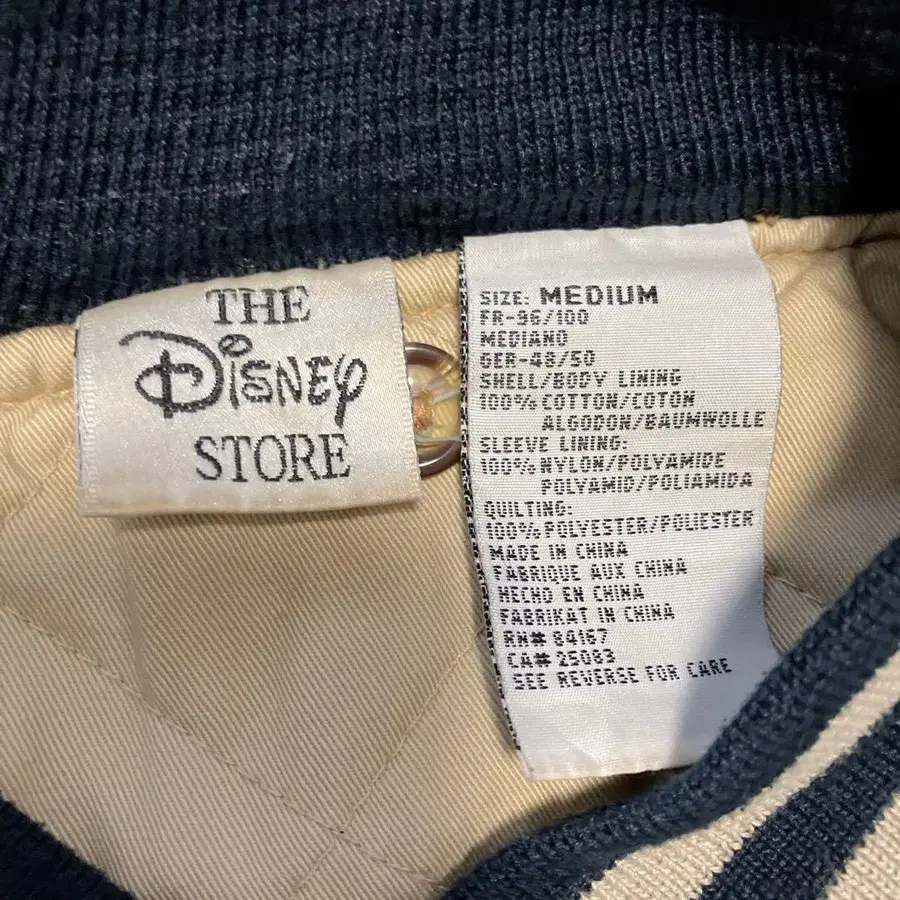 THE
Disney
STORE
SIZE: MEDIUM
FR-96/100
MEDIANO
GER-48/50
SHELL/BODY LINING
100% COTTON/COTON
ALGODON/BAUMWOLLE
SLEEVE LINING:
100% NYLON/POLYAMIDE
POLYAMID/POLIAMIDA
QUILTING:
100% POLYESTER/POLIESTER
MADE IN CHINA
FABRIQUE AUX CHINA
HECHO EN CHINA
FABRIKAT IN CHINA
RN# 84167
CA# 25083
SEE REVERSE FOR CARE